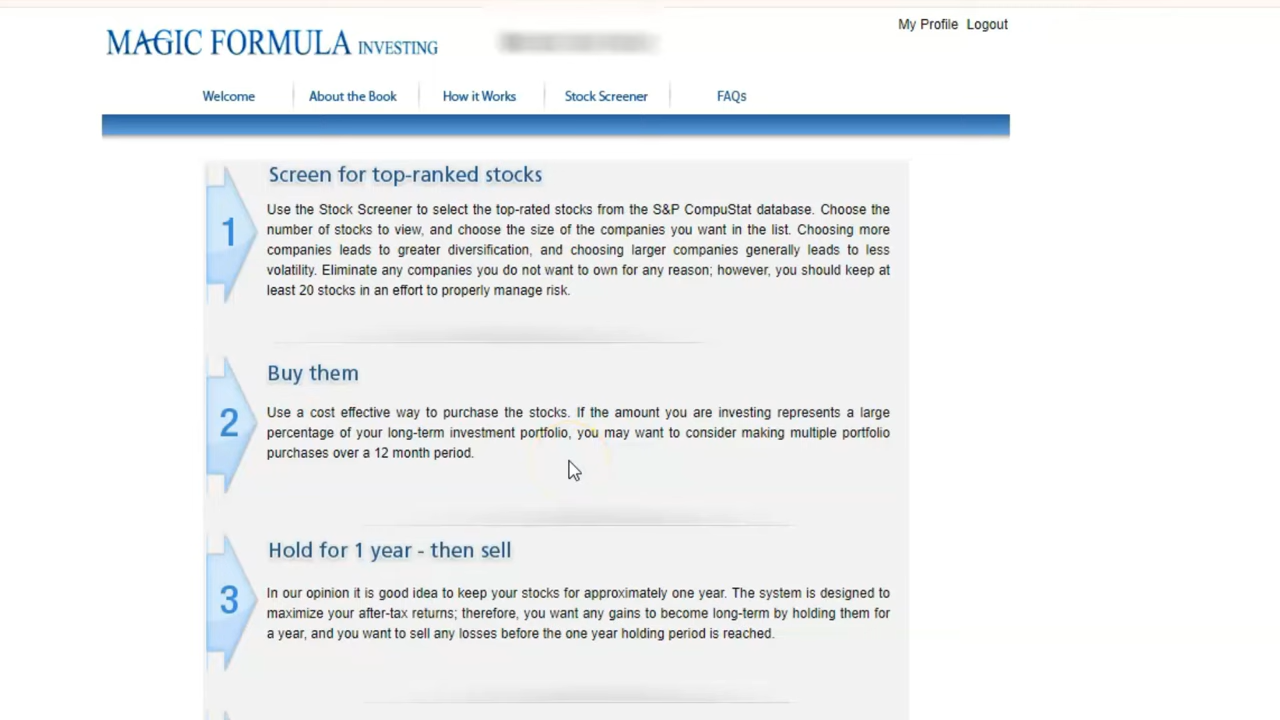 My Profile Logout
MAGIC FORMULA INVESTING
Welcome About the Book How it Works Stock Screener FAQs
Screen for top-ranked stocks
1
Use the Stock Screener to select the top-rated stocks from the S&P CompuStat database. Choose the
number of stocks to view, and choose the size of the companies you want in the list. Choosing more
companies leads to greater diversification, and choosing larger companies generally leads to less
volatility. Eliminate any companies you do not want to own for any reason; however, you should keep at
least 20 stocks in an effort to properly manage risk.
Buy them
2
Use a cost effective way to purchase the stocks. If the amount you are investing represents a large
percentage of your long-term investment portfolio, you may want to consider making multiple portfolio
purchases over a 12 month period.
Hold for 1 year - then sell
3
In our opinion it is good idea to keep your stocks for approximately one year. The system is designed to
maximize your after-tax returns; therefore, you want any gains to become long-term by holding them for
a year, and you want to sell any losses before the one year holding period is reached.